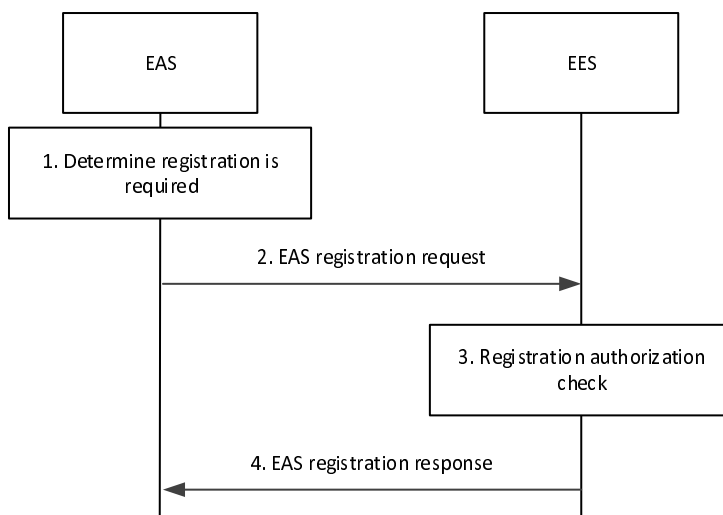 EAS
EES
1. Determine registration is
required
2. EAS registration request
3. Registration authorization
check
4. EAS registration response